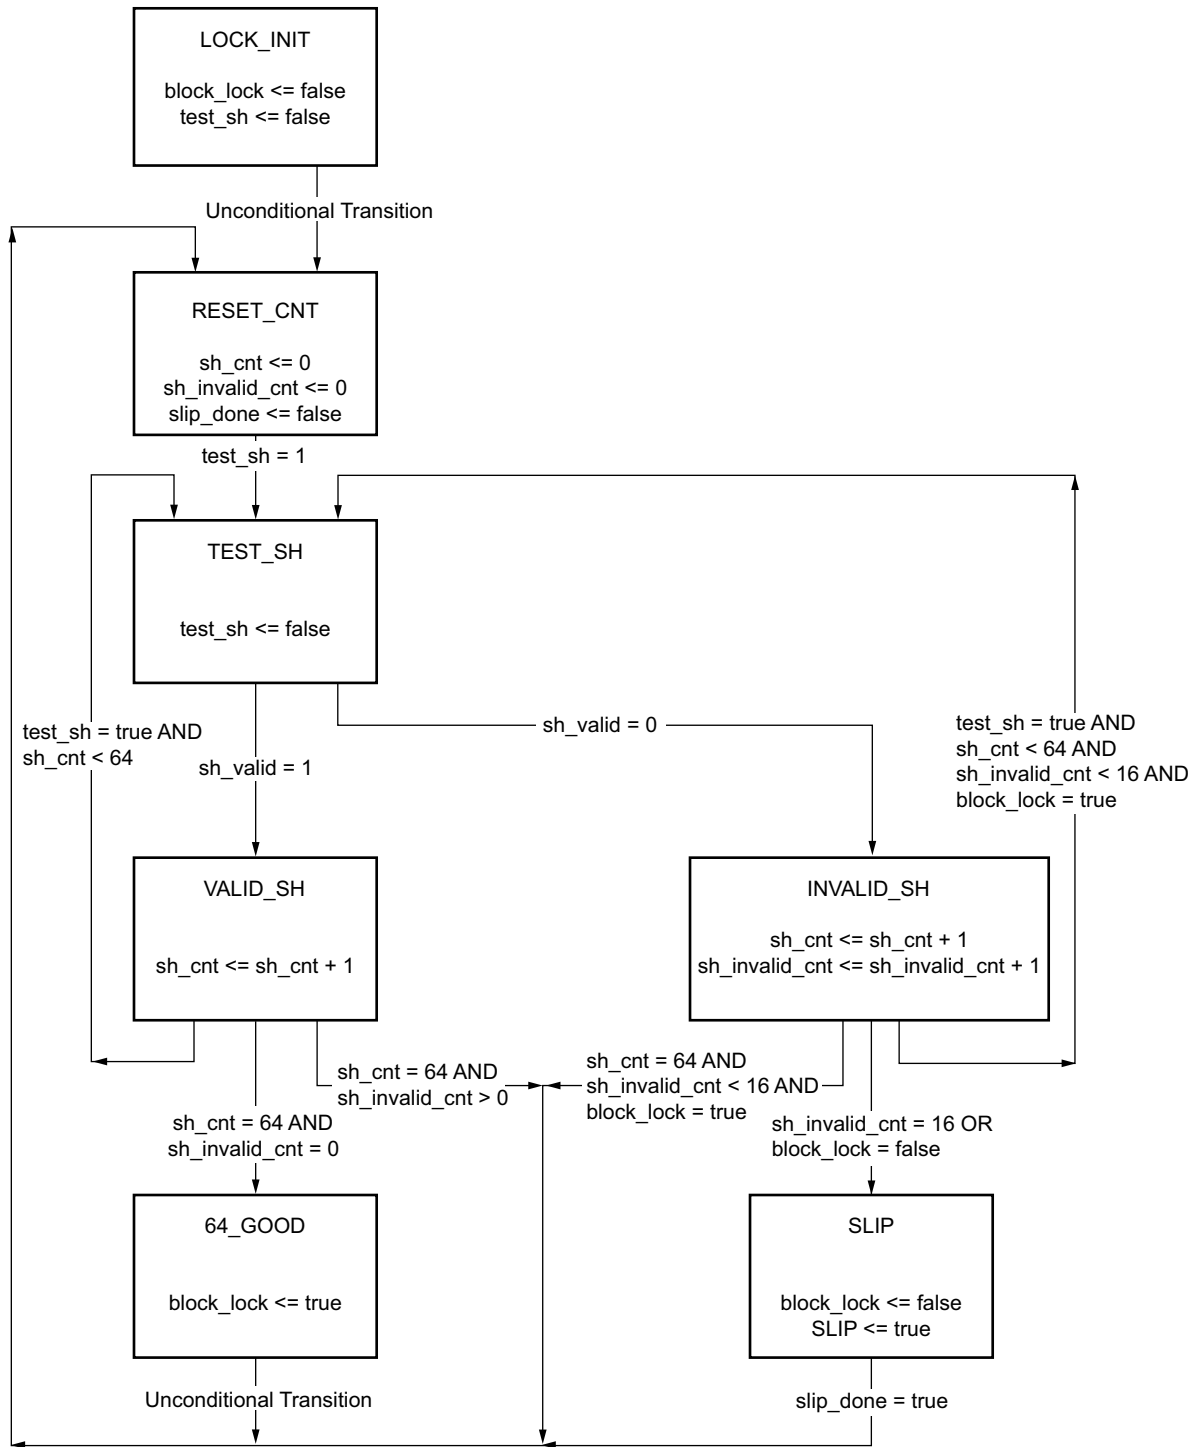 LOCK_INIT
block_lock <= false
test_sh <= false
Unconditional Transition
RESET_CNT
sh_cnt <= 0
sh_invalid_cnt <= 0
slip_done <= false
test_sh = 1
TEST_SH
test_sh <= false
test_sh = true AND
sh_cnt < 64
sh_valid = 1
sh_valid = 0
test_sh = true AND
sh_cnt < 64 AND
sh_invalid_cnt < 16 AND
block_lock = true
VALID_SH
sh_cnt <= sh_cnt + 1
INVALID_SH
sh_cnt <= sh_cnt + 1
sh_invalid_cnt <= sh_invalid_cnt + 1
sh_cnt = 64 AND
sh_invalid_cnt > 0
sh_cnt = 64 AND
sh_invalid_cnt < 16 AND
block_lock = true
sh_cnt = 64 AND
sh_invalid_cnt = 0
sh_invalid_cnt = 16 OR
block_lock = false
64_GOOD
block_lock <= true
SLIP
block_lock <= false
SLIP <= true
Unconditional Transition
slip_done = true